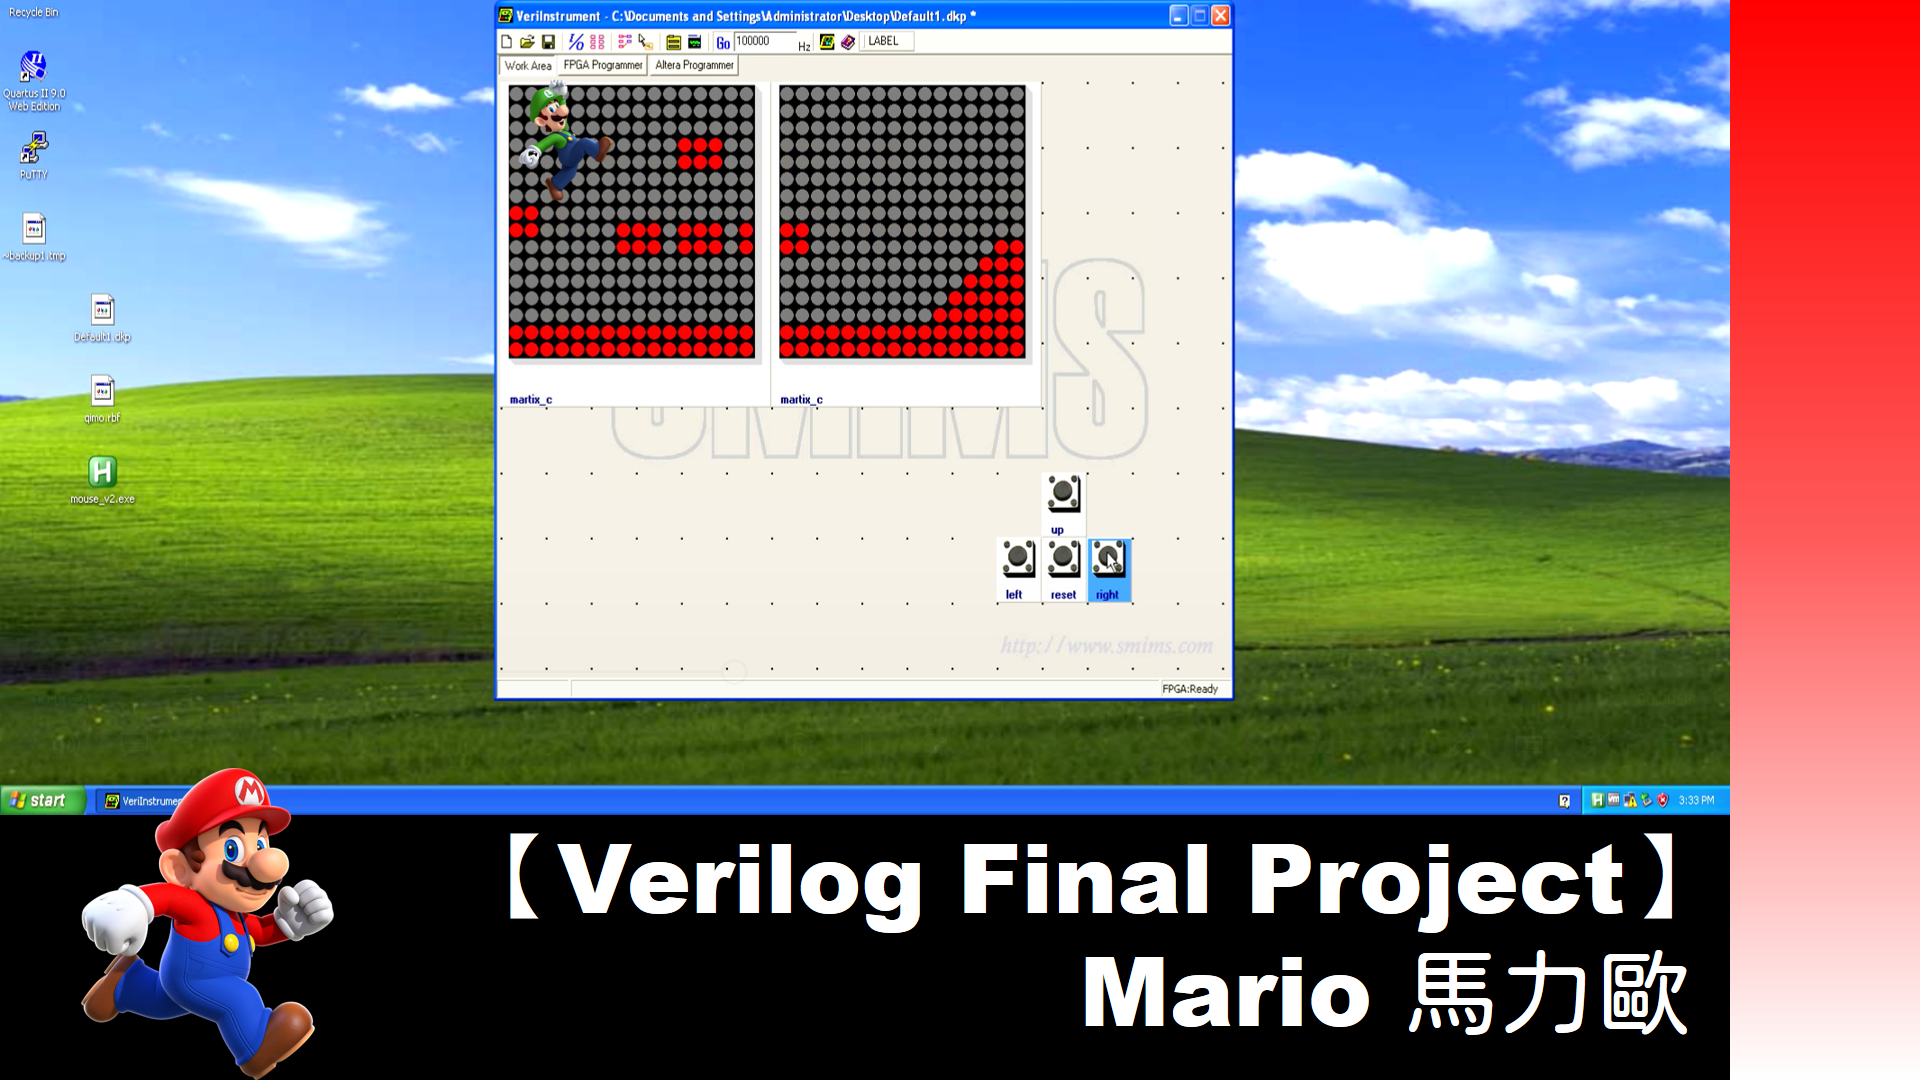 Recycle Bin
Quartus II 9.0
Web Edition
PuTTY
~backup1.tmp
Default1.dkp
qimo.rbf
H
mouse_v2.exe
VeriInstrument - C:\Documents and Settings\Administrator\Desktop\Default1.dkp *
I/O
Go 100000 Hz
LABEL
Work Area
FPGA Programmer
Altera Programmer
martix_c
martix_c
SMIMS
up
left
reset
right
http://www.smims.com
FPGA:Ready
start
VeriInstrumen
3:33 PM
【Verilog Final Project】
Mario 馬力歐